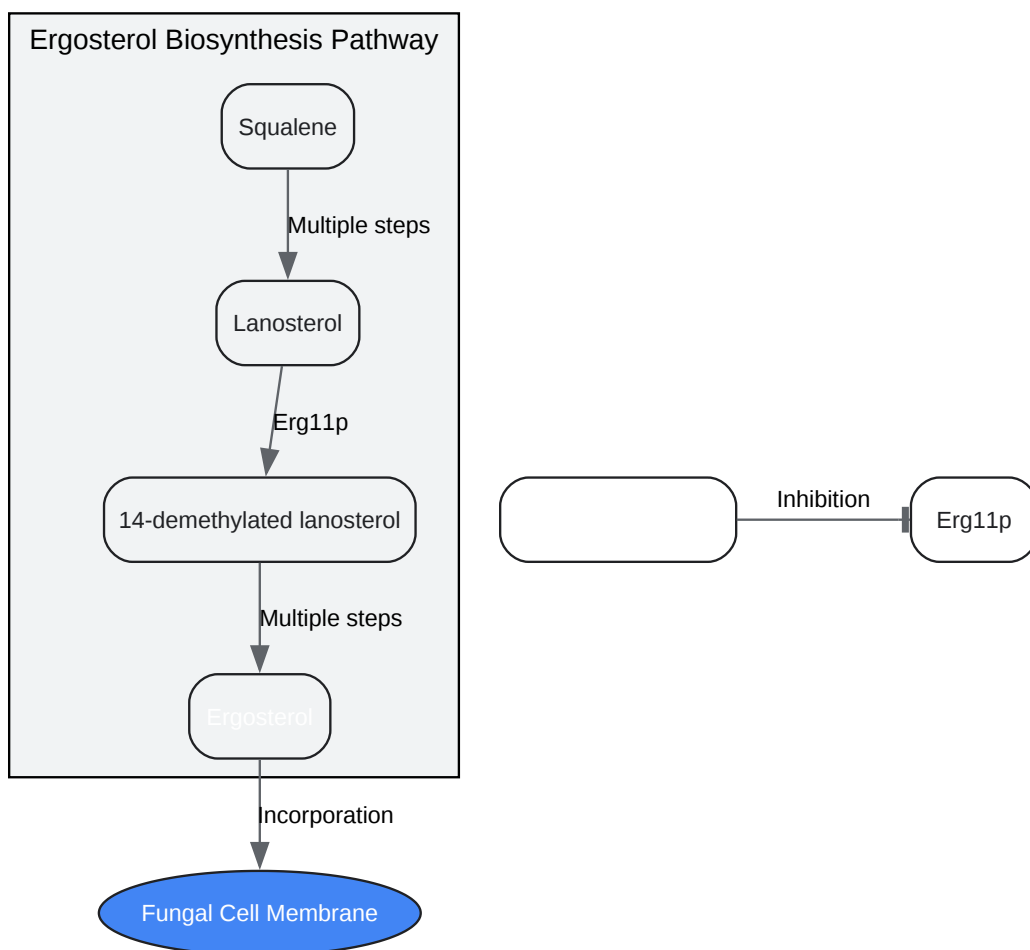 Ergosterol Biosynthesis Pathway
Squalene
Multiple steps
Lanosterol
Erg11p
14-demethylated lanosterol
Inhibition
Erg11p
Multiple steps
Ergosterol
Incorporation
Fungal Cell Membrane